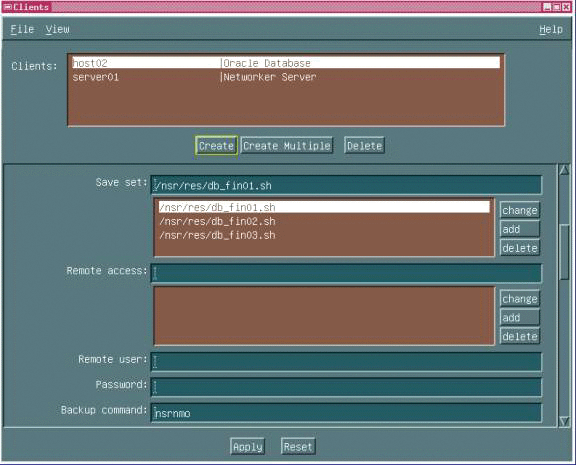 Clients
File View Help
Clients: host02 |Oracle Database
server01 |Networker Server
Create Create Multiple Delete
Save set: /nsr/res/db_fin01.sh
/nsr/res/db_fin01.sh change
/nsr/res/db_fin02.sh add
/nsr/res/db_fin03.sh delete
Remote access:
change
add
delete
Remote user:
Password:
Backup command: nsrnmo
Apply Reset